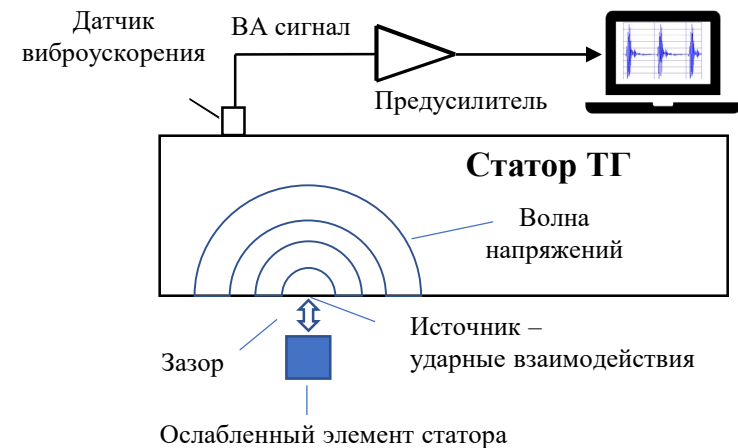 Датчик
виброускорения
ВА сигнал
Предусилитель
Статор ТГ
Волна
напряжений
Зазор
Источник –
ударные взаимодействия
Ослабленный элемент статора